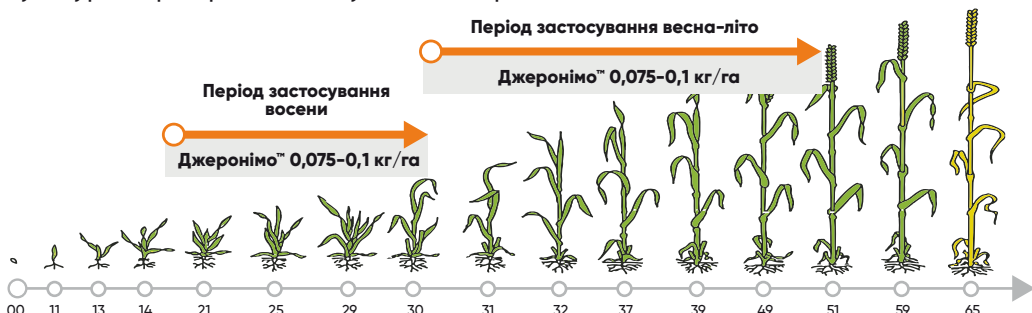 Період застосування весна-літо
Джеронімо™ 0,075-0,1 кг/га
Період застосування
восени
Джеронімо™ 0,075-0,1 кг/га
00 11 13 14 21 25 29 30 31 32 37 39 49 51 59 65